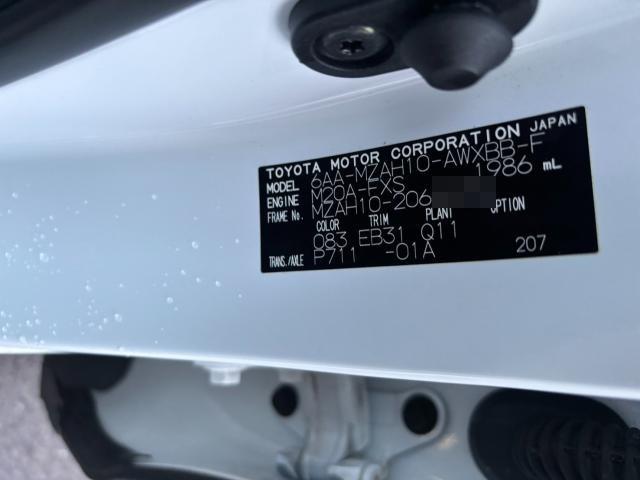 TOYOTA MOTOR CORPORATION JAPAN
MODEL 6AA-MZAH10-AWXBB-F
ENGINE M20A-FXS 1986 mL
FRAME No. MZAH10-206
COLOR TRIM PLANT OPTION
083 EB31 Q11
TRANS./AXLE P711 -01A 207